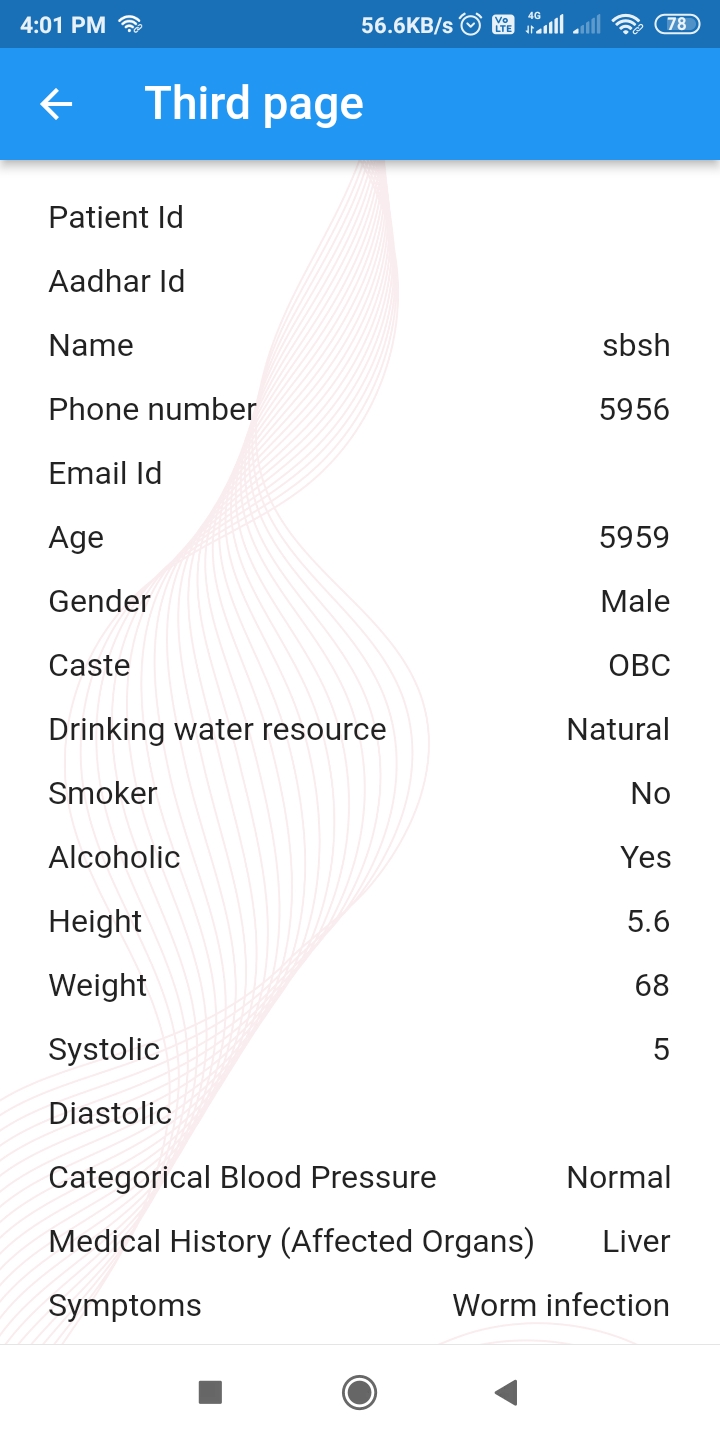 4:01 PM 56.6KB/s Vo LTE 4G 78
Third page
Patient Id
Aadhar Id
Name sbsh
Phone number 5956
Email Id
Age 5959
Gender Male
Caste OBC
Drinking water resource Natural
Smoker No
Alcoholic Yes
Height 5.6
Weight 68
Systolic 5
Diastolic
Categorical Blood Pressure Normal
Medical History (Affected Organs) Liver
Symptoms Worm infection